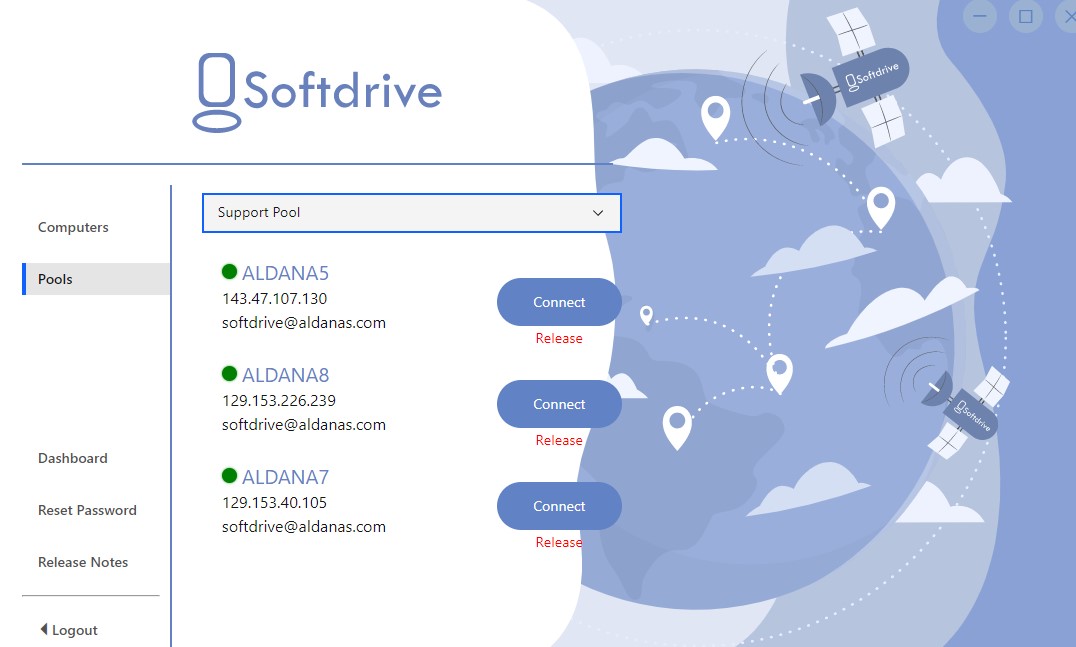 Softdrive
Computers
Pools
Dashboard
Reset Password
Release Notes
Logout
Support Pool
ALDANA5
143.47.107.130
softdrive@aldanas.com
Connect
Release
ALDANA8
129.153.226.239
softdrive@aldanas.com
Connect
Release
ALDANA7
129.153.40.105
softdrive@aldanas.com
Connect
Release
Softdrive
Softdrive